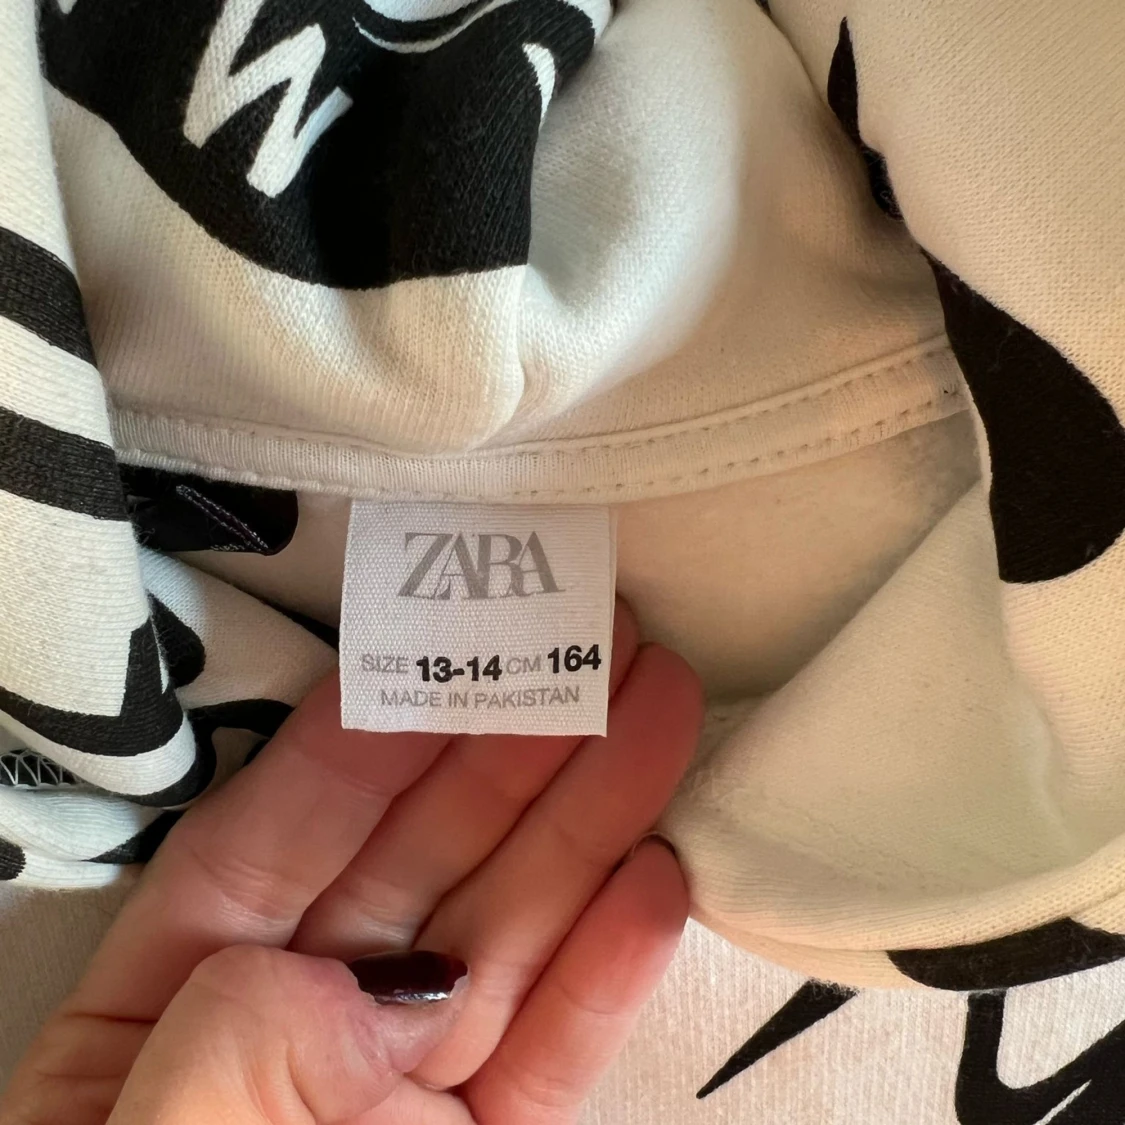 ZARA
SIZE 13-14 CM 164
MADE IN PAKISTAN